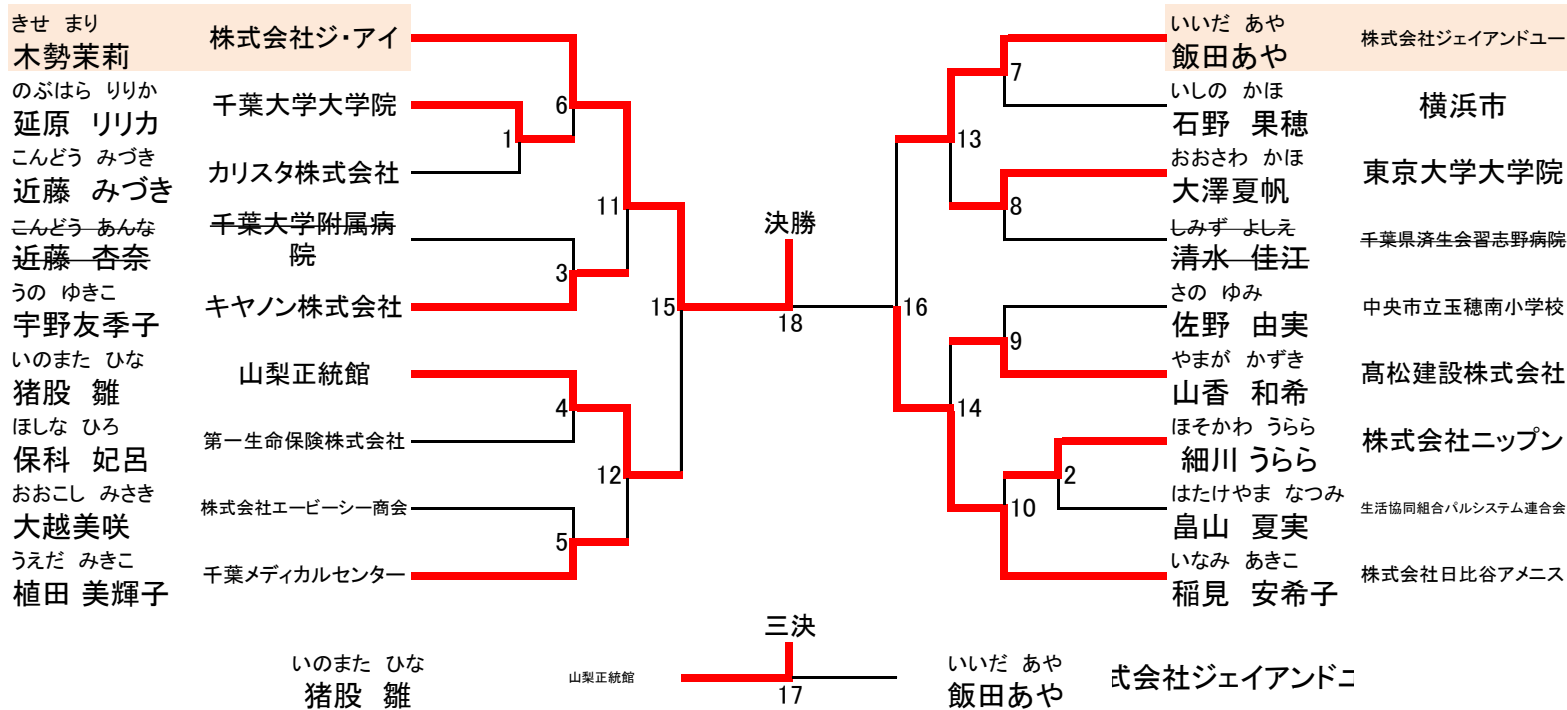 きせ まり
木勢茉莉 株式会社ジ・アイ
のぶはら りりか
延原 リリカ 千葉大学大学院
こんどう みづき
近藤 みづき カリスタ株式会社
こんどう あんな
近藤 杏奈 千葉大学附属病
院
うの ゆきこ
宇野友季子 キヤノン株式会社
いのまた ひな
猪股 雛 山梨正統館
ほしな ひろ
保科 妃呂 第一生命保険株式会社
おおこし みさき
大越美咲 株式会社エービーシー商会
うえだ みきこ
植田 美輝子 千葉メディカルセンター
1
6
3
11
4
5
12
15
決勝
18
16
13
7
8
14
9
10
2
いいだ あや
飯田あや 株式会社ジェイアンドユー
いしの かほ
石野 果穂 横浜市
おおさわ かほ
大澤夏帆 東京大学大学院
しみず よしえ
清水 佳江 千葉県済生会習志野病院
さの ゆみ
佐野 由実 中央市立玉穂南小学校
やまが かずき
山香 和希 髙松建設株式会社
ほそかわ うらら
細川 うらら 株式会社ニップン
はたけやま なつみ
畠山 夏実 生活協同組合パルシステム連合会
いなみ あきこ
稲見 安希子 株式会社日比谷アメニス
三決
いのまた ひな
猪股 雛 山梨正統館
17
いいだ あや
飯田あや 式会社ジェイアンドユ